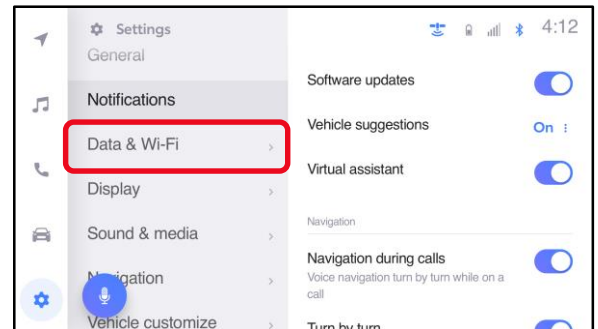 Settings
4:12
General
Notifications
Data & Wi-Fi
Display
Sound & media
Navigation
Vehicle customize
Software updates
Vehicle suggestions
On
Virtual assistant
Navigation
Navigation during calls
Voice navigation turn by turn while on a
call
Turn by turn